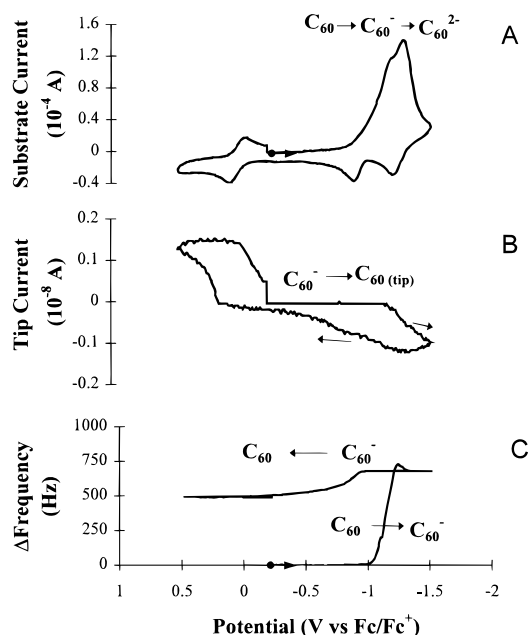 C₆₀ → C₆₀⁻ → C₆₀²⁻
A
Substrate Current
(10⁻⁴ A)
1.6
1.2
0.8
0.4
0
-0.4
B
Tip Current
(10⁻⁸ A)
0.2
0.1
0
-0.1
-0.2
C₆₀⁻ → C₆₀ (tip)
C
ΔFrequency
(Hz)
1000
750
500
250
0
C₆₀ ← C₆₀⁻
C₆₀ → C₆₀⁻
1 0.5 0 -0.5 -1 -1.5 -2
Potential (V vs Fc/Fc⁺)